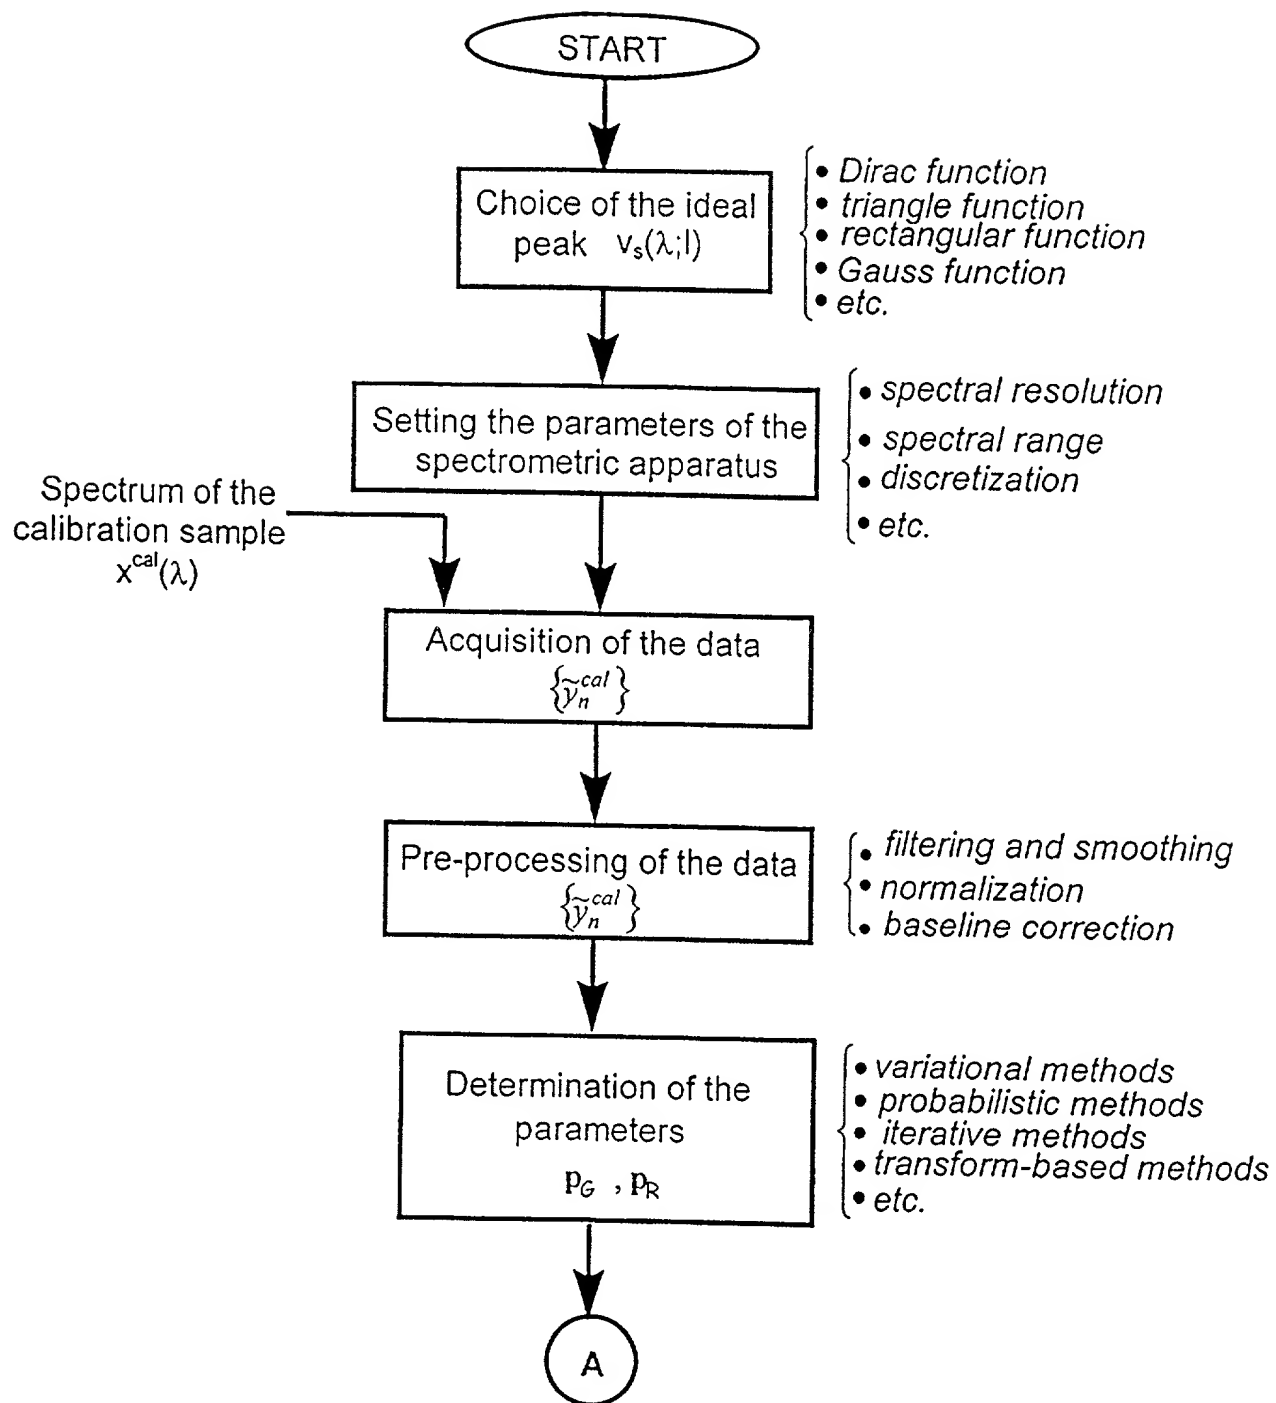 START
Choice of the ideal
peak v_s(λ;l)
• Dirac function
• triangle function
• rectangular function
• Gauss function
• etc.
Setting the parameters of the
spectrometric apparatus
• spectral resolution
• spectral range
• discretization
• etc.
Spectrum of the
calibration sample
x^cal(λ)
Acquisition of the data
{ỹ_n^cal}
Pre-processing of the data
{ỹ_n^cal}
• filtering and smoothing
• normalization
• baseline correction
Determination of the
parameters
p_G , p_R
• variational methods
• probabilistic methods
• iterative methods
• transform-based methods
• etc.
A